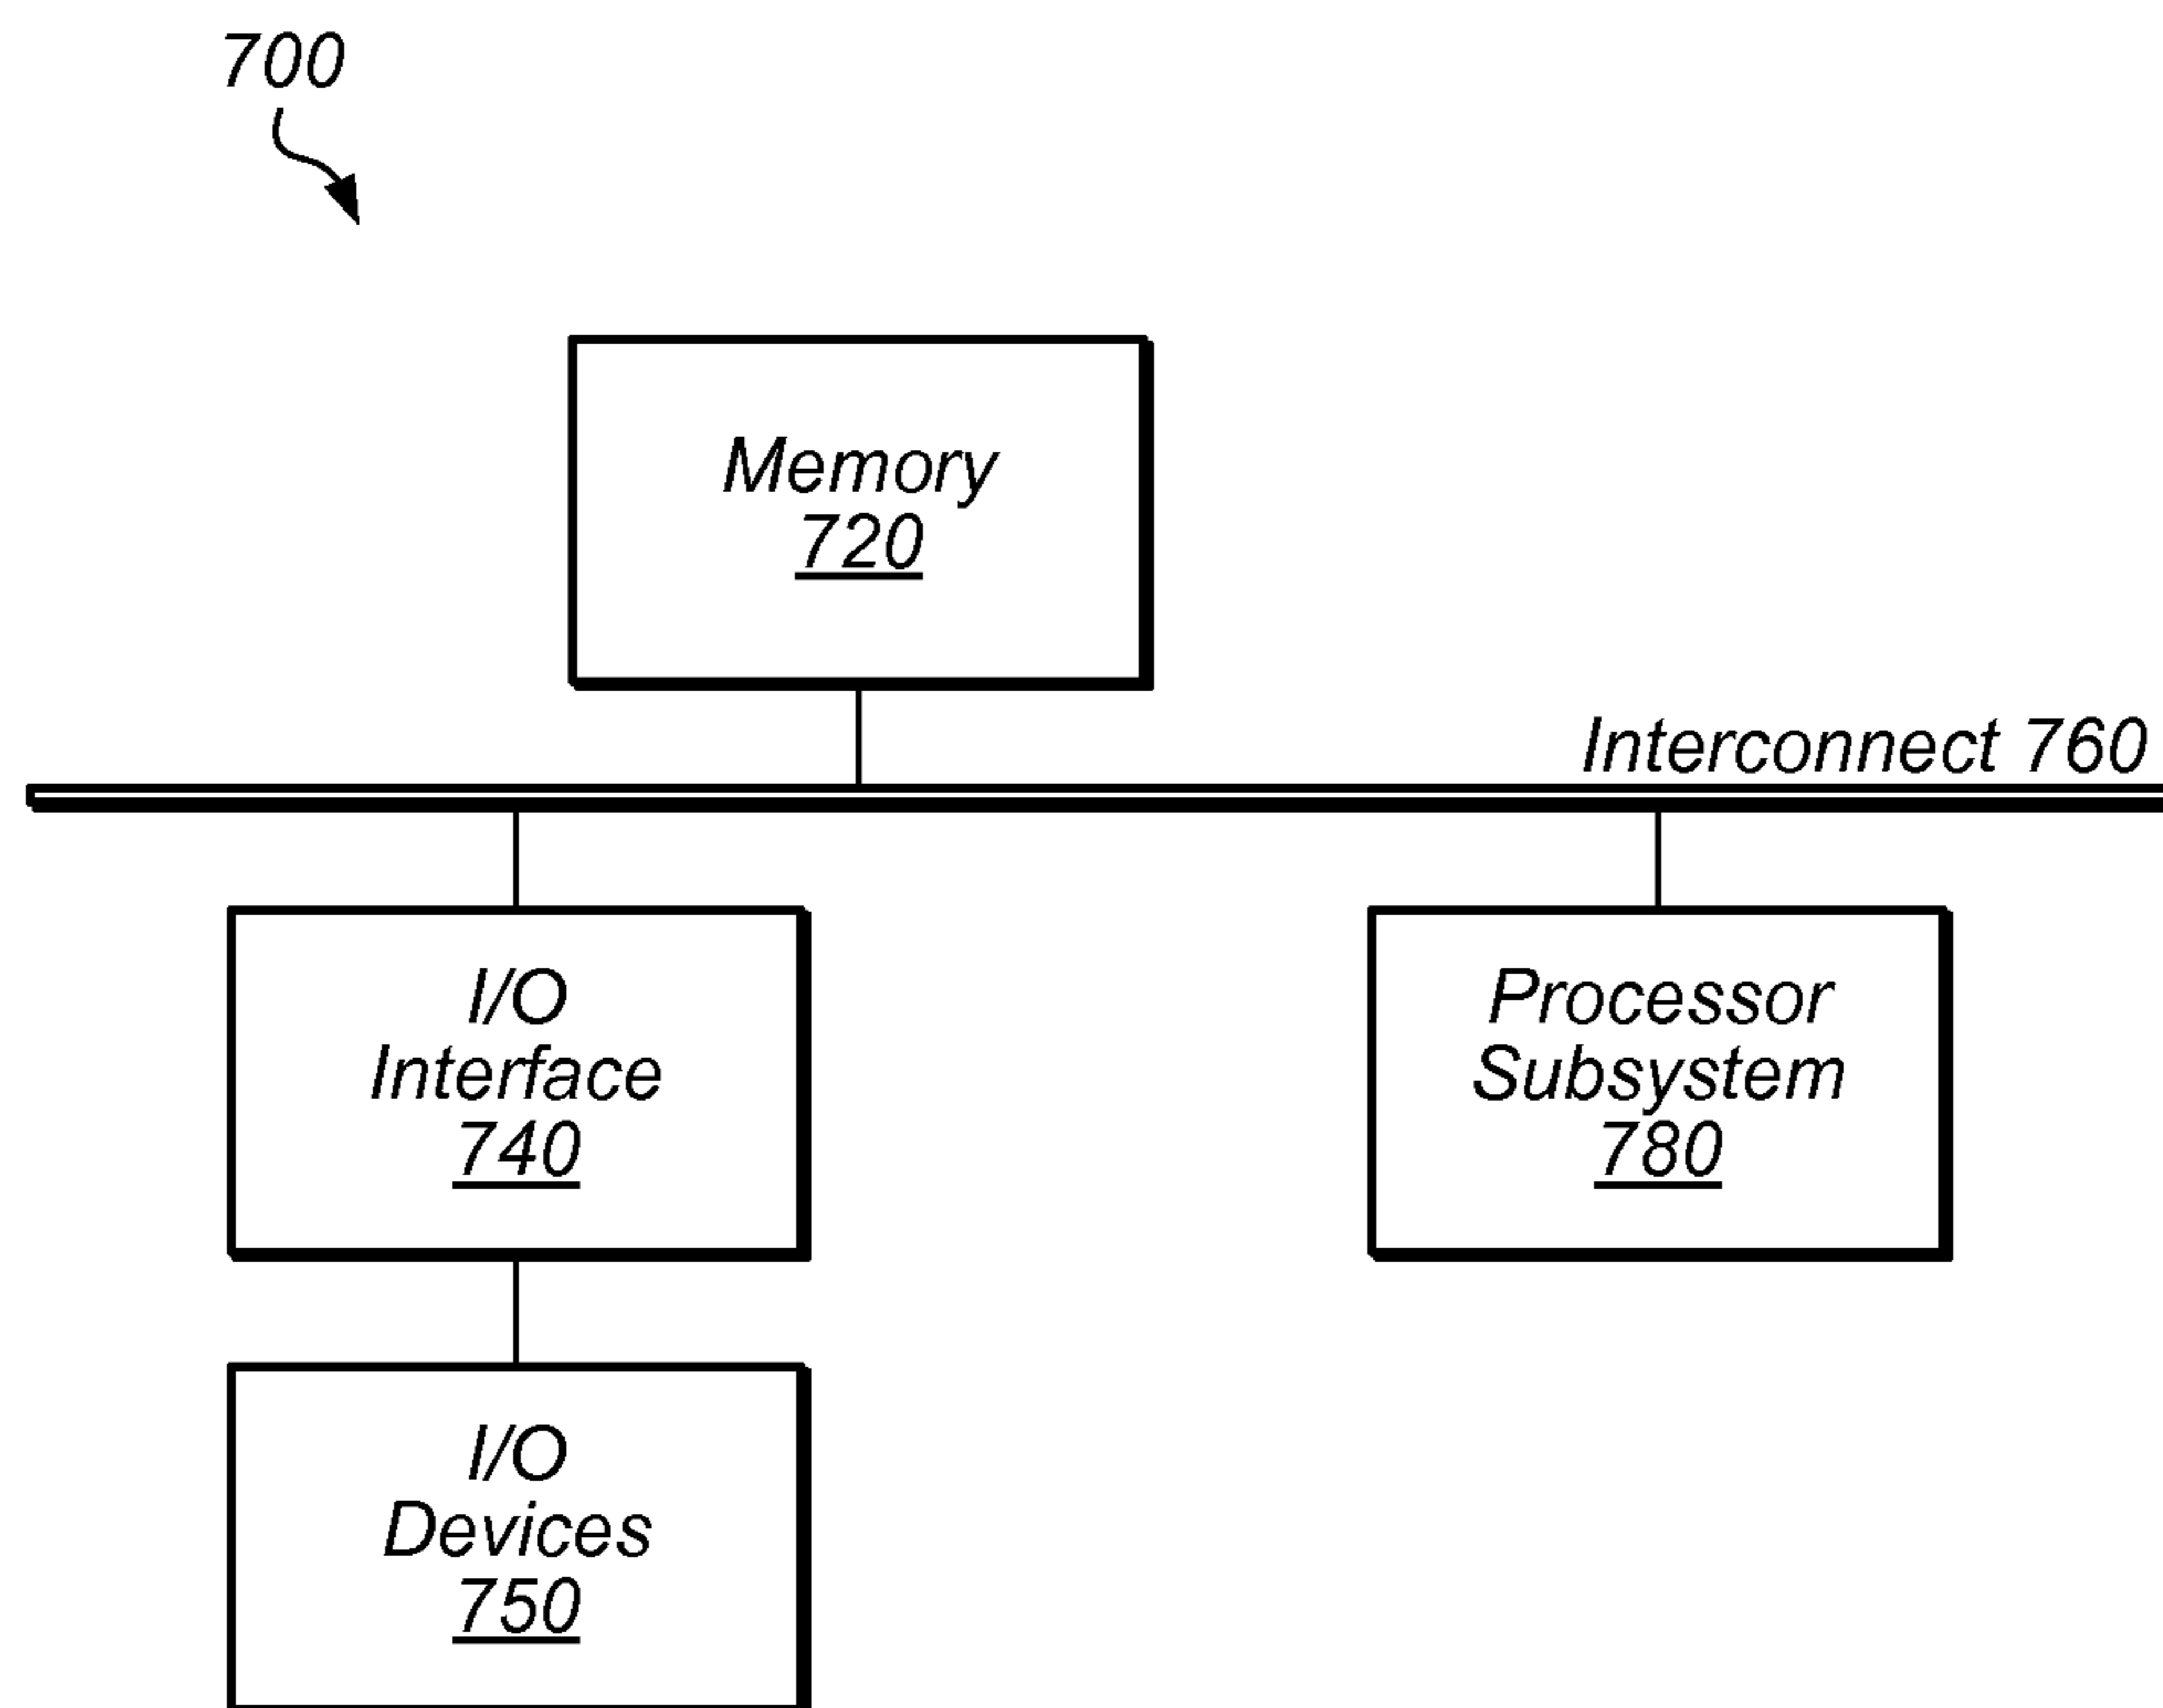 700
Memory
720
Interconnect 760
I/O
Interface
740
Processor
Subsystem
780
I/O
Devices
750